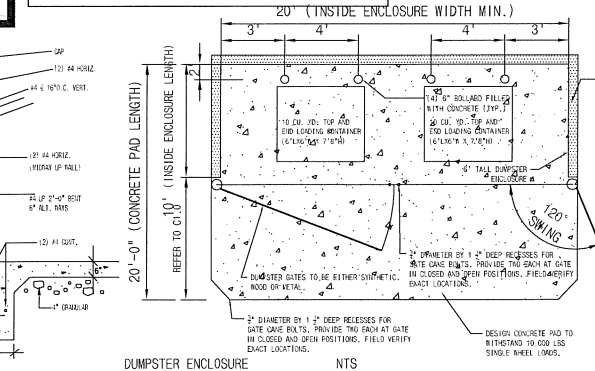 20' (INSIDE ENCLOSURE WIDTH MIN.)
3' 4' 4' 3'
CAP
(2) #4 HORIZ.
#4 @ 16"O.C. VERT.
2'
(4) 6" BOLLARD FILLED
WITH CONCRETE (TYP.)
10 CU. YD. TOP AND
END LOADING CONTAINER
(6'LX6'W X 7'8"H)
10 CU. YD. TOP AND
END LOADING CONTAINER
(6'LX6'W X 7'8"H)
6' TALL DUMPSTER
ENCLOSURE
20'-0" (CONCRETE PAD LENGTH)
10' (INSIDE ENCLOSURE LENGTH)
REFER TO C1.0
(2) #4 HORIZ.
(MIDWAY UP WALL)
#4 UP 2'-0" BENT
6" ALT. WAYS
(2) #4 CONT.
6"
4" GRANULAR
120°
SWING
DUMPSTER GATES TO BE EITHER SYNTHETIC,
WOOD OR METAL.
DIAMETER BY 1 " DEEP RECESSES FOR
GATE CANE BOLTS. PROVIDE TWO EACH AT GATE
IN CLOSED AND OPEN POSITIONS. FIELD VERIFY
EXACT LOCATIONS.
DIAMETER BY 1 " DEEP RECESSES FOR
GATE CANE BOLTS. PROVIDE TWO EACH AT GATE
IN CLOSED AND OPEN POSITIONS. FIELD VERIFY
EXACT LOCATIONS.
DESIGN CONCRETE PAD TO
WITHSTAND 10,000 LBS
SINGLE WHEEL LOADS.
DUMPSTER ENCLOSURE NTS